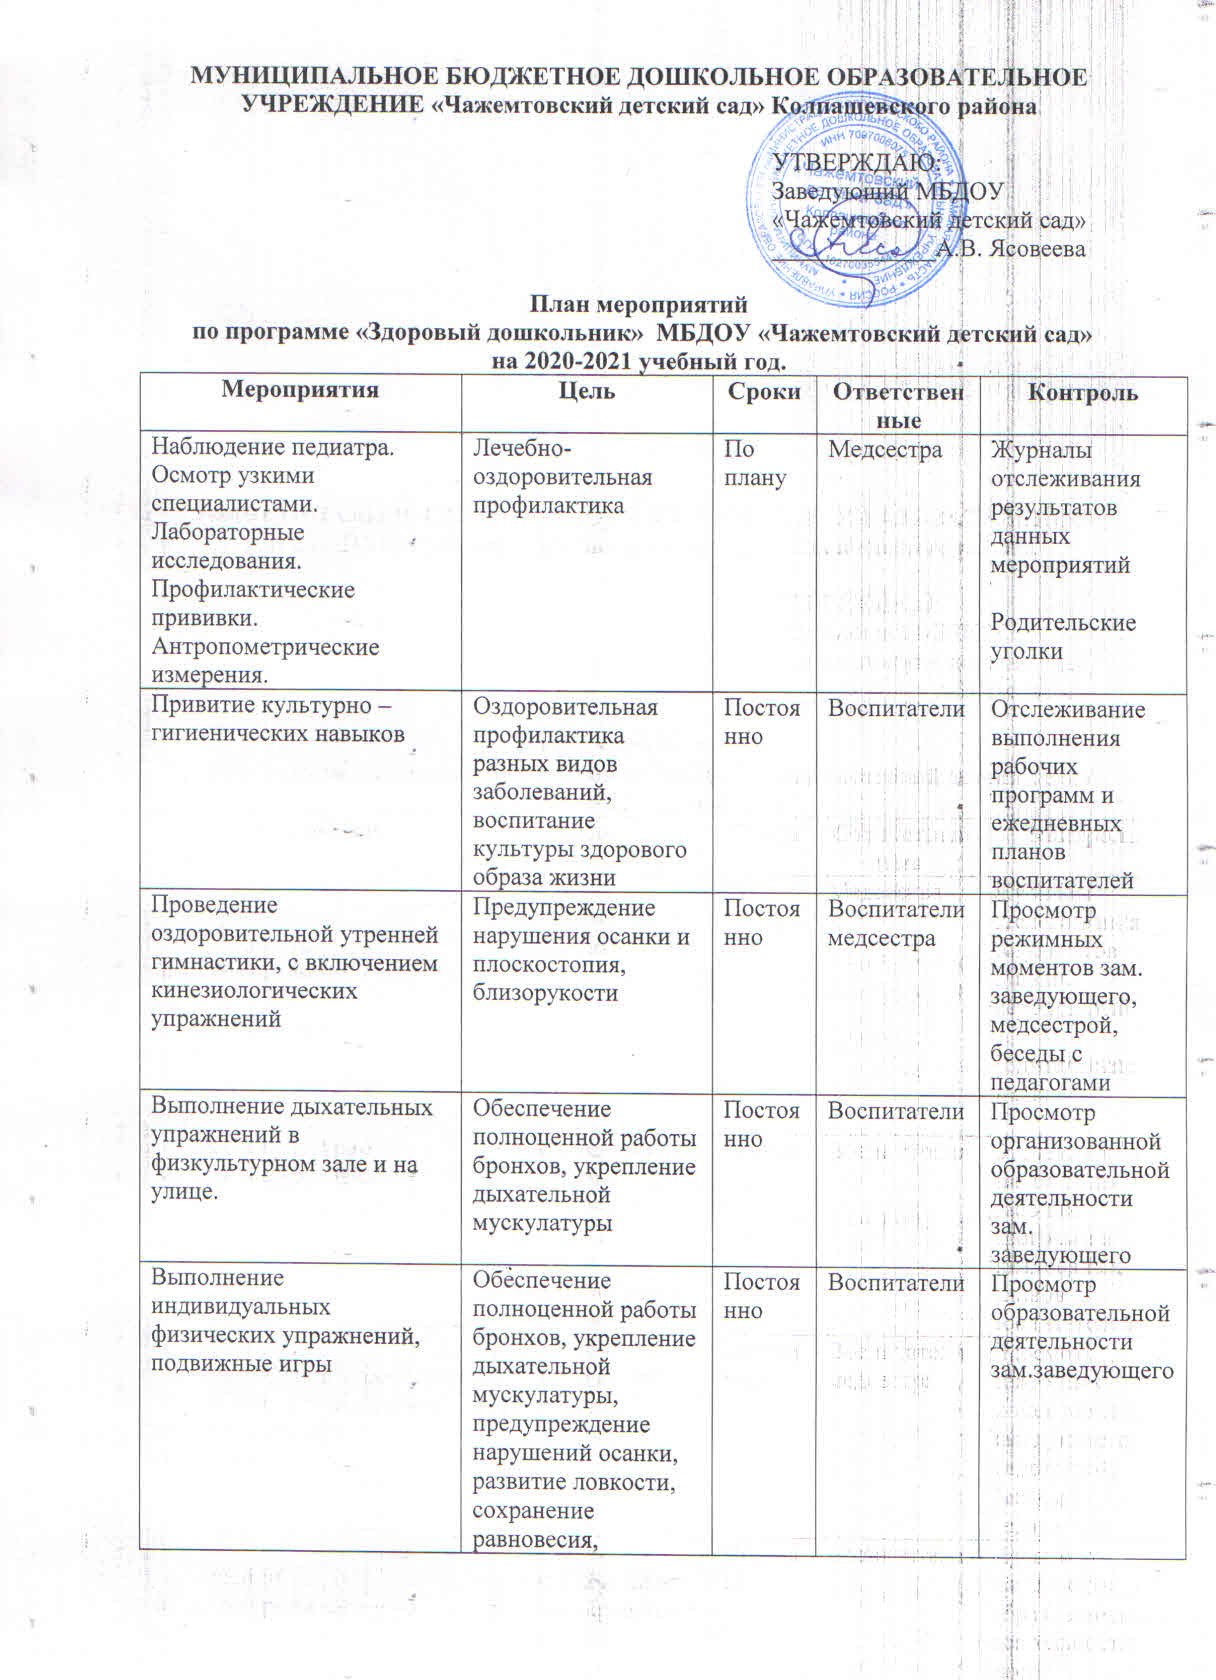 МУНИЦИПАЛЬНОЕ БЮДЖЕТНОЕ ДОШКОЛЬНОЕ ОБРАЗОВАТЕЛЬНОЕ
УЧРЕЖДЕНИЕ «Чажемтовский детский сад» Колпашевского района
УТВЕРЖДАЮ:
Заведующий МБДОУ
«Чажемтовский детский сад»
А.В. Ясовеева
План мероприятий
по программе «Здоровый дошкольник» МБДОУ «Чажемтовский детский сад»
на 2020-2021 учебный год.
Мероприятия
Цель
Сроки
Ответствен
ные
Контроль
Наблюдение педиатра.
Осмотр узкими
специалистами.
Лабораторные
исследования.
Профилактические
прививки.
Антропометрические
измерения.
Лечебно-
оздоровительная
профилактика
По
плану
Медсестра
Журналы
отслеживания
результатов
данных
мероприятий
Родительские
уголки
Привитие культурно –
гигиенических навыков
Оздоровительная
профилактика
разных видов
заболеваний,
воспитание
культуры здорового
образа жизни
Постоя
нно
Воспитатели
Отслеживание
выполнения
рабочих
программ и
ежедневных
планов
воспитателей
Проведение
оздоровительной утренней
гимнастики, с включением
кинезиологических
упражнений
Предупреждение
нарушения осанки и
плоскостопия,
близорукости
Постоя
нно
Воспитатели
медсестра
Просмотр
режимных
моментов зам.
заведующего,
медсестрой,
беседы с
педагогами
Выполнение дыхательных
упражнений в
физкультурном зале и на
улице.
Обеспечение
полноценной работы
бронхов, укрепление
дыхательной
мускулатуры
Постоя
нно
Воспитатели
Просмотр
организованной
образовательной
деятельности
зам.
заведующего
Выполнение
индивидуальных
физических упражнений,
подвижные игры
Обеспечение
полноценной работы
бронхов, укрепление
дыхательной
мускулатуры,
предупреждение
нарушений осанки,
развитие ловкости,
сохранение
равновесия,
Постоя
нно
Воспитатели
Просмотр
образовательной
деятельности
зам.заведующего